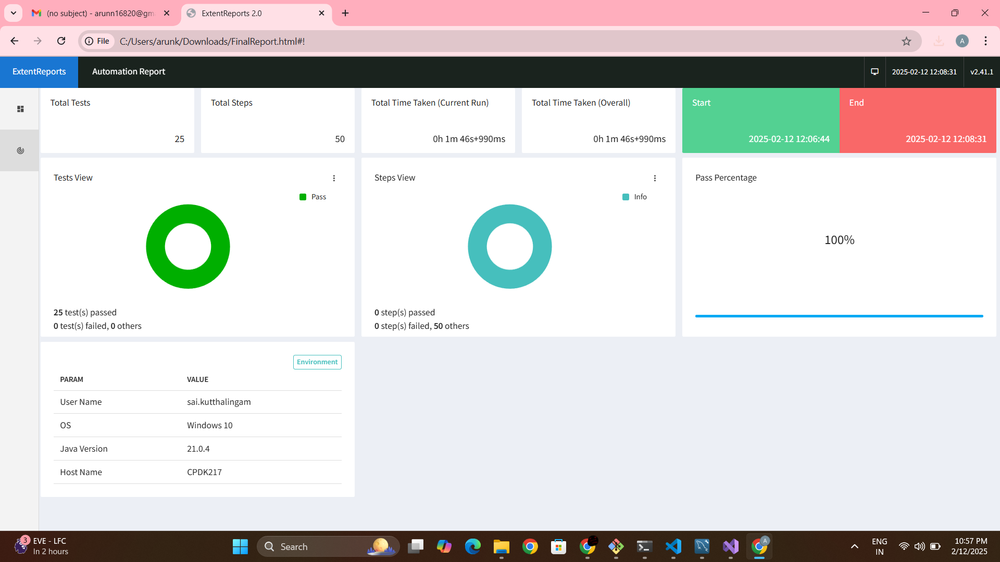 (no subject) - arunn16820@gm
ExtentReports 2.0
File
C:/Users/arunk/Downloads/FinalReport.html#!
A
ExtentReports
Automation Report
2025-02-12 12:08:31
v2.41.1
Total Tests
25
Total Steps
50
Total Time Taken (Current Run)
0h 1m 46s+990ms
Total Time Taken (Overall)
0h 1m 46s+990ms
Start
2025-02-12 12:06:44
End
2025-02-12 12:08:31
Tests View
Pass
25 test(s) passed
0 test(s) failed, 0 others
Steps View
Info
0 step(s) passed
0 step(s) failed, 50 others
Pass Percentage
100%
Environment
PARAM VALUE
User Name sai.kutthalingam
OS Windows 10
Java Version 21.0.4
Host Name CPDK217
3
EVE - LFC
In 2 hours
Search
A
ENG
IN
10:57 PM
2/12/2025